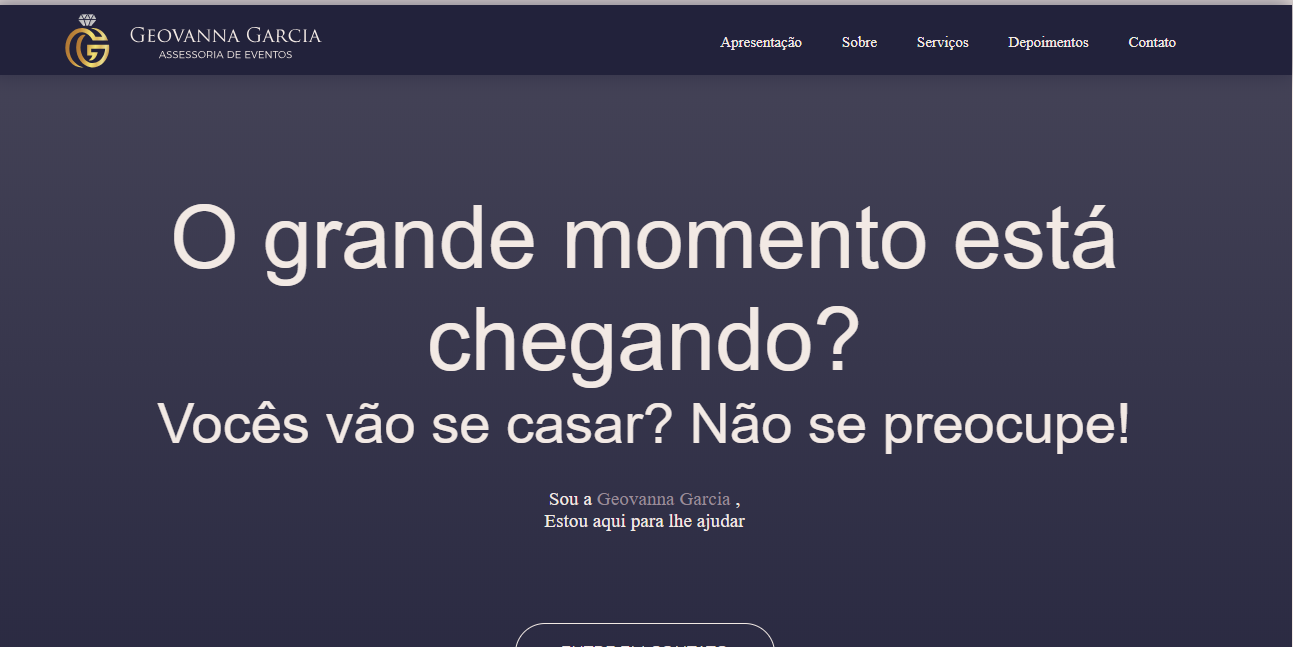 GEOVANNA GARCIA
ASSESSORIA DE EVENTOS
Apresentação Sobre Serviços Depoimentos Contato
O grande momento está
chegando?
Vocês vão se casar? Não se preocupe!
Sou a Geovanna Garcia ,
Estou aqui para lhe ajudar